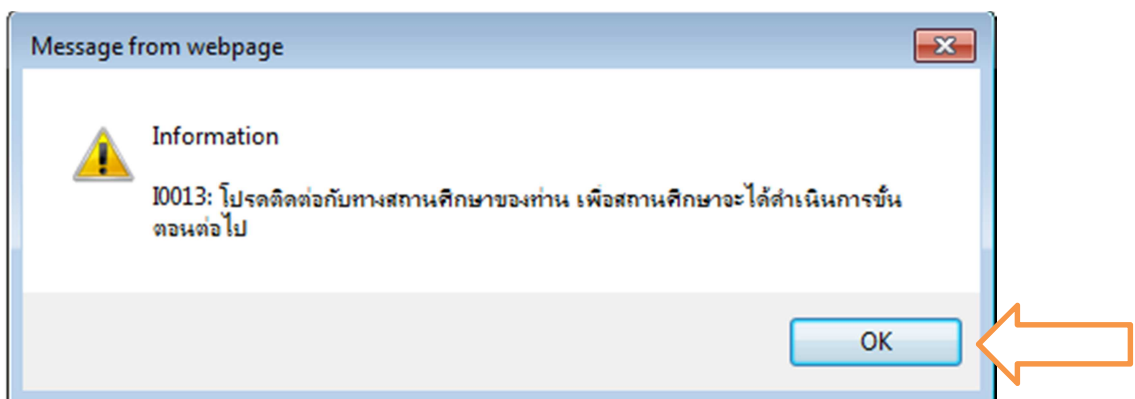 Message from webpage
Information
I0013: โปรดติดต่อกับทางสถานศึกษาของท่าน เพื่อสถานศึกษาจะได้ดำเนินการขั้น
ตอนต่อไป
OK